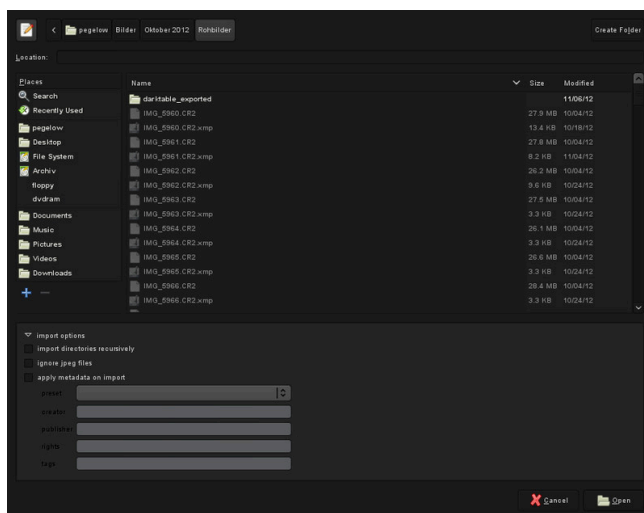 pegelow Bilder Oktober 2012 Rohbilder Create Folder
Location:
Places
Search
Recently Used
pegelow
Desktop
File System
Archiv
floppy
dvdram
Documents
Music
Pictures
Videos
Downloads
Name Size Modified
darktable_exported 11/06/12
IMG_5960.CR2 27.9 MB 10/04/12
IMG_5960.CR2.xmp 13.4 KB 10/18/12
IMG_5961.CR2 27.8 MB 10/04/12
IMG_5961.CR2.xmp 8.2 KB 11/04/12
IMG_5962.CR2 26.2 MB 10/04/12
IMG_5962.CR2.xmp 9.6 KB 10/24/12
IMG_5963.CR2 27.5 MB 10/04/12
IMG_5963.CR2.xmp 3.3 KB 10/24/12
IMG_5964.CR2 26.1 MB 10/04/12
IMG_5964.CR2.xmp 3.3 KB 10/24/12
IMG_5965.CR2 26.6 MB 10/04/12
IMG_5965.CR2.xmp 3.3 KB 10/24/12
IMG_5966.CR2 28.4 MB 10/04/12
IMG_5966.CR2.xmp 3.3 KB 10/24/12
import options
import directories recursively
ignore jpeg files
apply metadata on import
preset
creator
publisher
rights
tags
Cancel Open